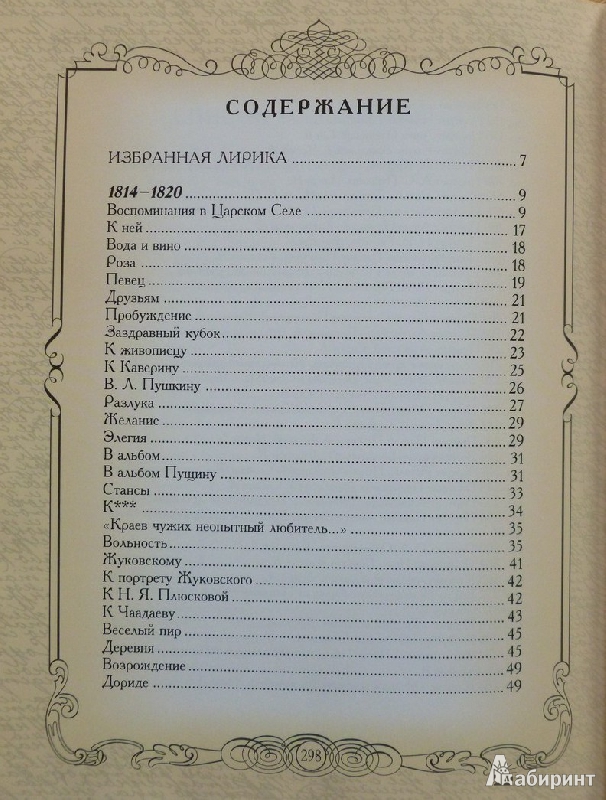 СОДЕРЖАНИЕ
ИЗБРАННАЯ ЛИРИКА 7
1814—1820 9
Воспоминания в Царском Селе 9
К ней 17
Вода и вино 18
Роза 18
Певец 19
Друзьям 21
Пробуждение 21
Заздравный кубок 22
К живописцу 23
К Каверину 25
В. Л. Пушкину 26
Разлука 27
Желание 29
Элегия 29
В альбом 31
В альбом Пущину 31
Стансы 33
К*** 34
«Краев чужих неопытный любитель...» 35
Вольность 35
Жуковскому 41
К портрету Жуковского 42
К Н. Я. Плюсковой 42
К Чаадаеву 43
Веселый пир 45
Деревня 45
Возрождение 49
Дориде 49
298
Лабиринт